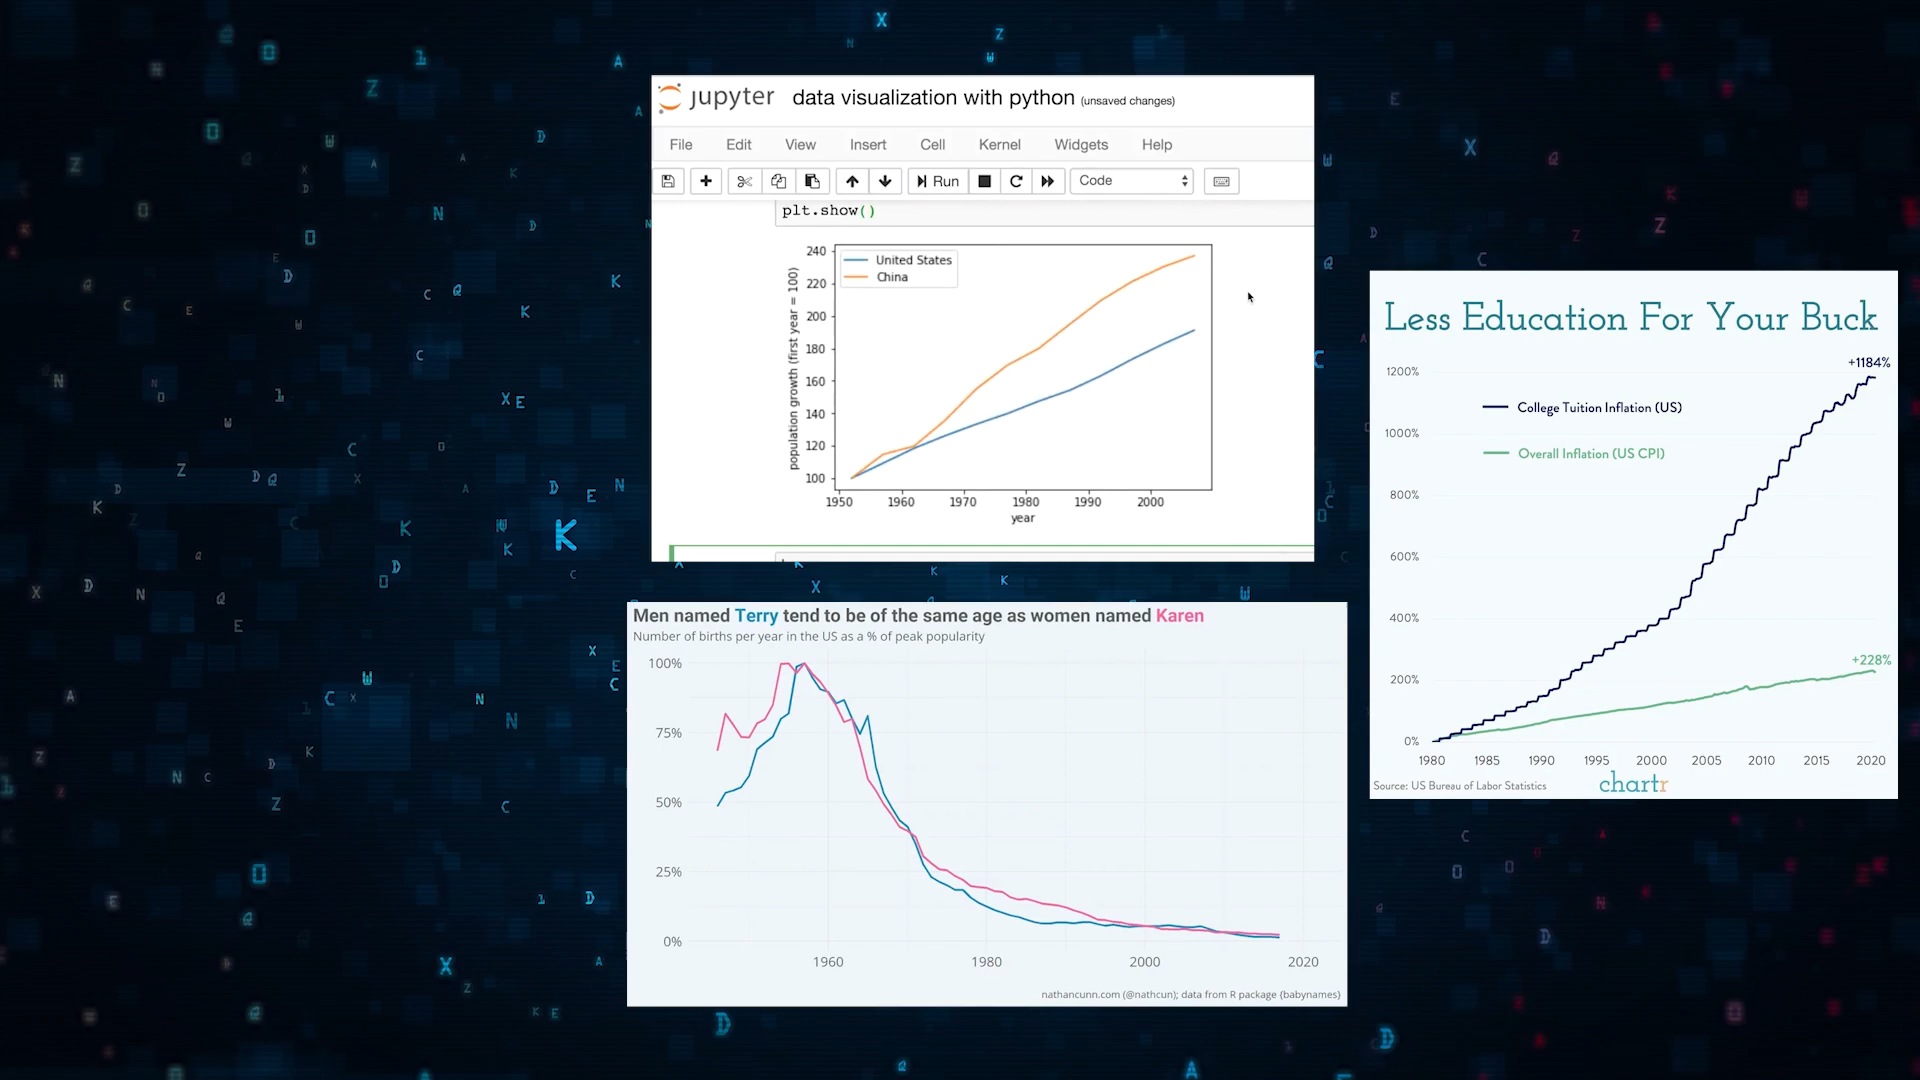 jupyter data visualization with python (unsaved changes)
File Edit View Insert Cell Kernel Widgets Help
Run Code
plt.show()
240
220
200
180
160
140
120
100
population growth (first year = 100)
United States
China
1950 1960 1970 1980 1990 2000
year
Less Education For Your Buck
+1184%
1200%
College Tuition Inflation (US)
1000%
Overall Inflation (US CPI)
800%
600%
400%
+228%
200%
0%
1980 1985 1990 1995 2000 2005 2010 2015 2020
Source: US Bureau of Labor Statistics
chartr
Men named Terry tend to be of the same age as women named Karen
Number of births per year in the US as a % of peak popularity
100%
75%
50%
25%
0%
1960 1980 2000 2020
nathancunn.com (@nathcun); data from R package {babynames}